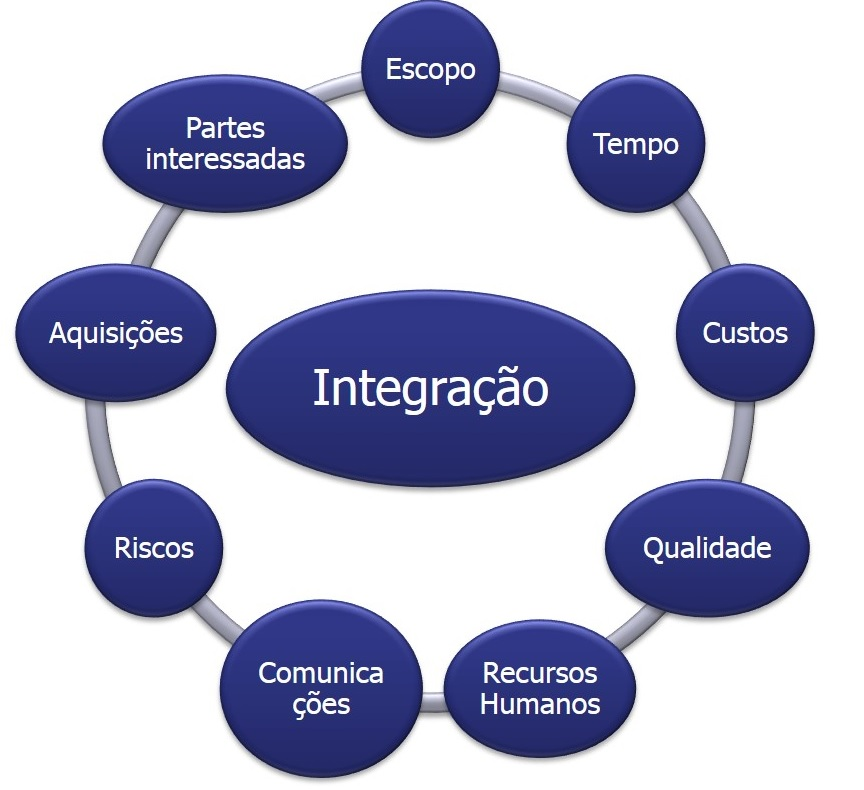 Escopo
Tempo
Custos
Qualidade
Recursos
Humanos
Comunica
ções
Riscos
Aquisições
Partes
interessadas
Integração